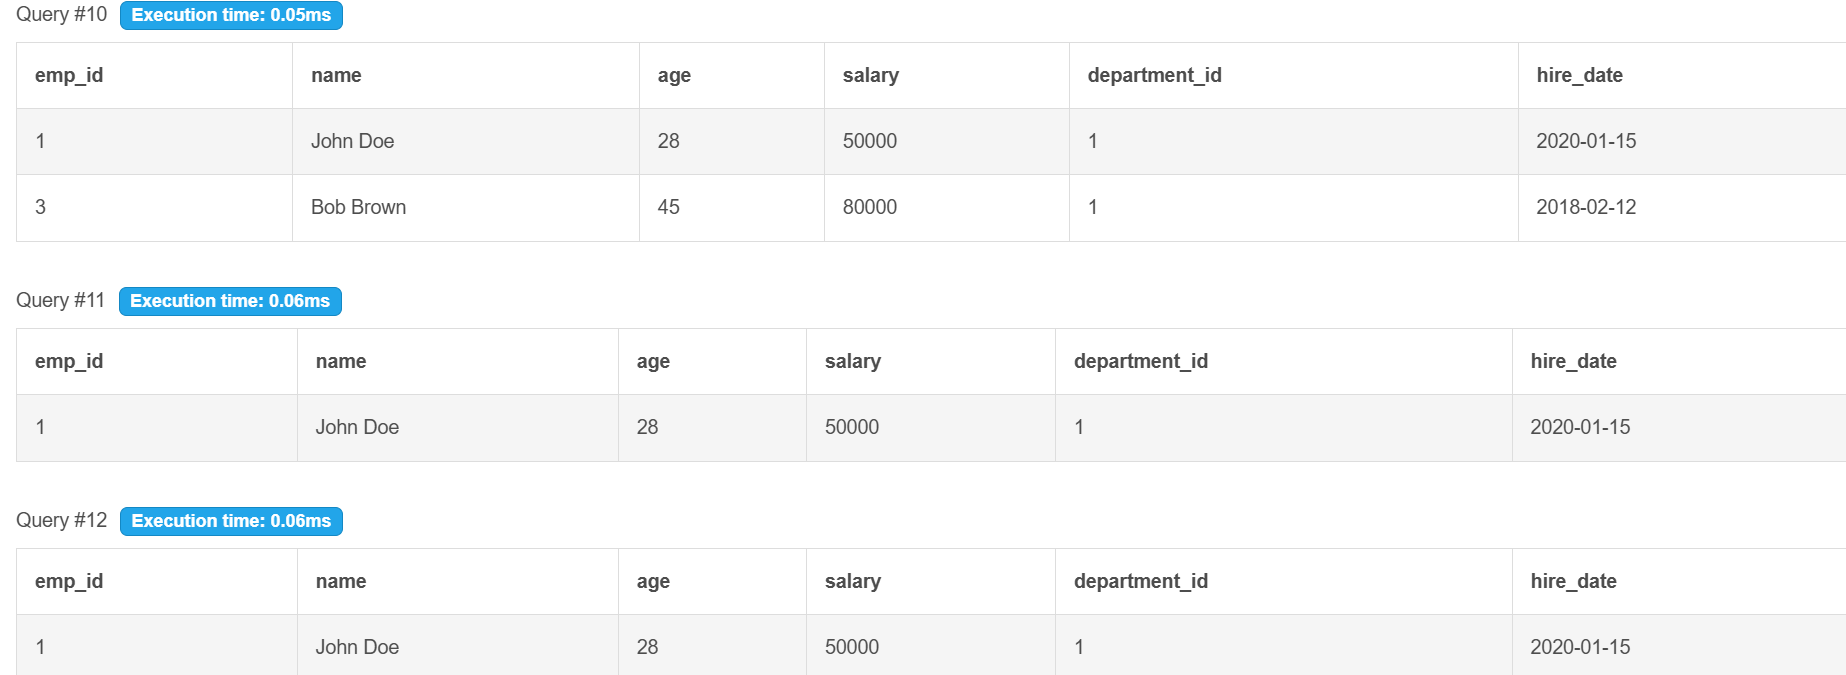 Query #10 Execution time: 0.05ms
emp_id name age salary department_id hire_date
1 John Doe 28 50000 1 2020-01-15
3 Bob Brown 45 80000 1 2018-02-12
Query #11 Execution time: 0.06ms
emp_id name age salary department_id hire_date
1 John Doe 28 50000 1 2020-01-15
Query #12 Execution time: 0.06ms
emp_id name age salary department_id hire_date
1 John Doe 28 50000 1 2020-01-15